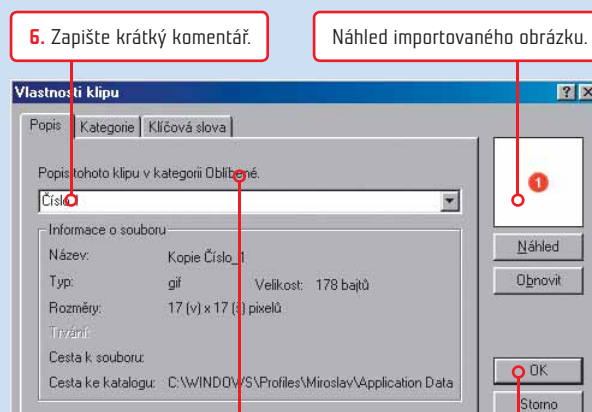 6. Zapište krátký komentář.
Náhled importovaného obrázku.
Vlastnosti klipu
Popis Kategorie Klíčová slova
Popis tohoto klipu v kategorii Oblíbené.
Číslo 1
1
Informace o souboru
Název: Kopie Číslo_1
Typ: gif Velikost: 178 bajtů
Rozměry: 17 (v) x 17 (š) pixelů
Trvání:
Cesta k souboru:
Cesta ke katalogu: C:\WINDOWS\Profiles\Miroslav\Application Data
Náhled
Obnovit
OK
Storno